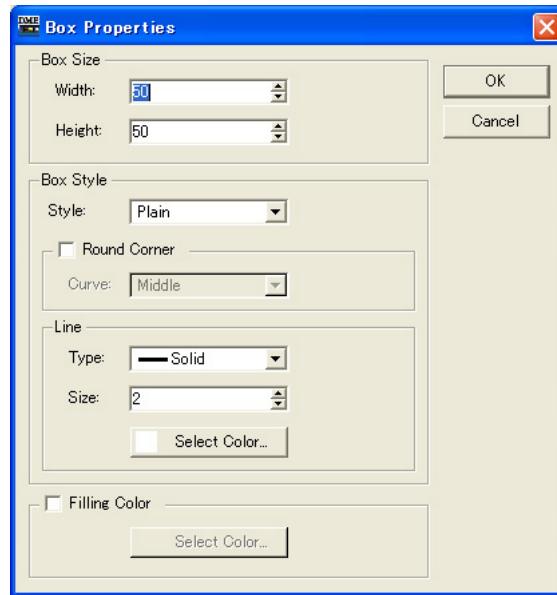 DME
Box Properties
Box Size
Width: 50
Height: 50
OK
Cancel
Box Style
Style: Plain
Round Corner
Curve: Middle
Line
Type: Solid
Size: 2
Select Color...
Filling Color
Select Color...